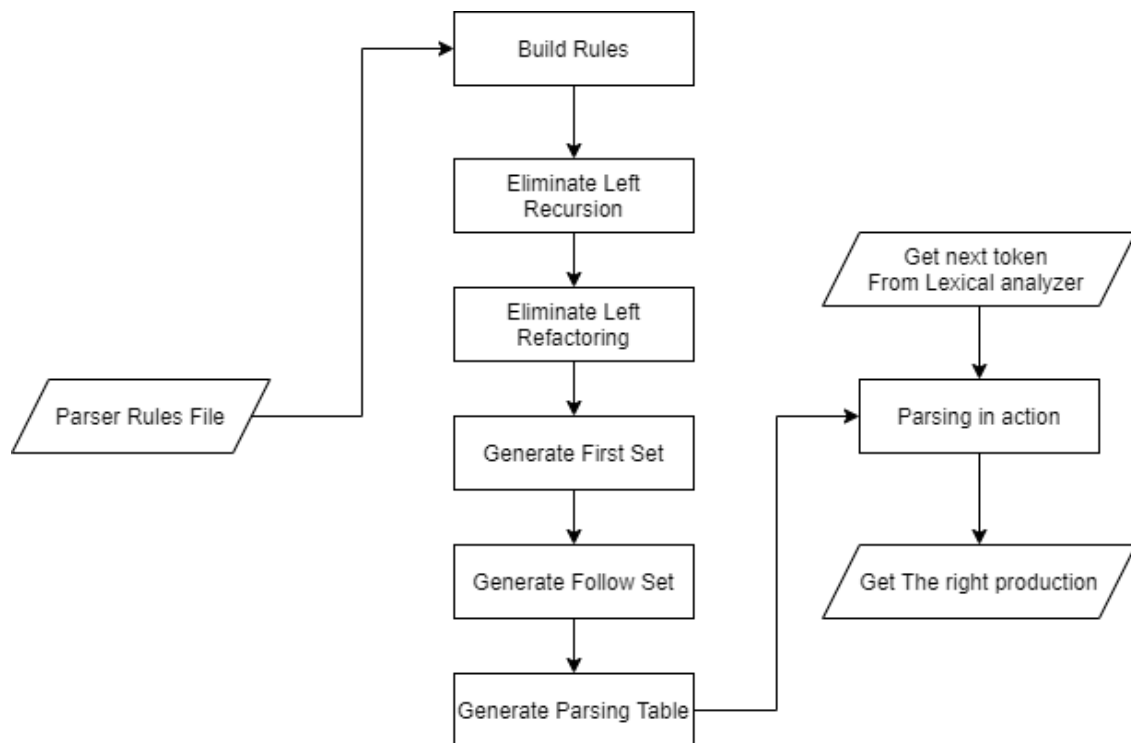 Build Rules
Eliminate Left
Recursion
Eliminate Left
Refactoring
Parser Rules File
Generate First Set
Generate Follow Set
Generate Parsing Table
Get next token
From Lexical analyzer
Parsing in action
Get The right production